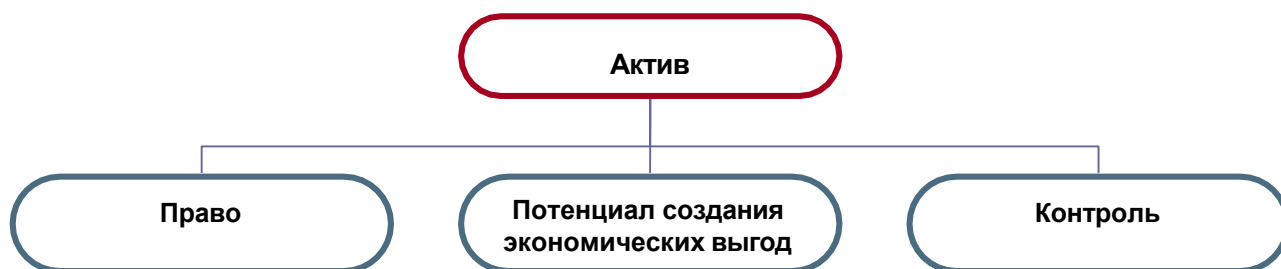 Актив
Право
Потенциал создания
экономических выгод
Контроль